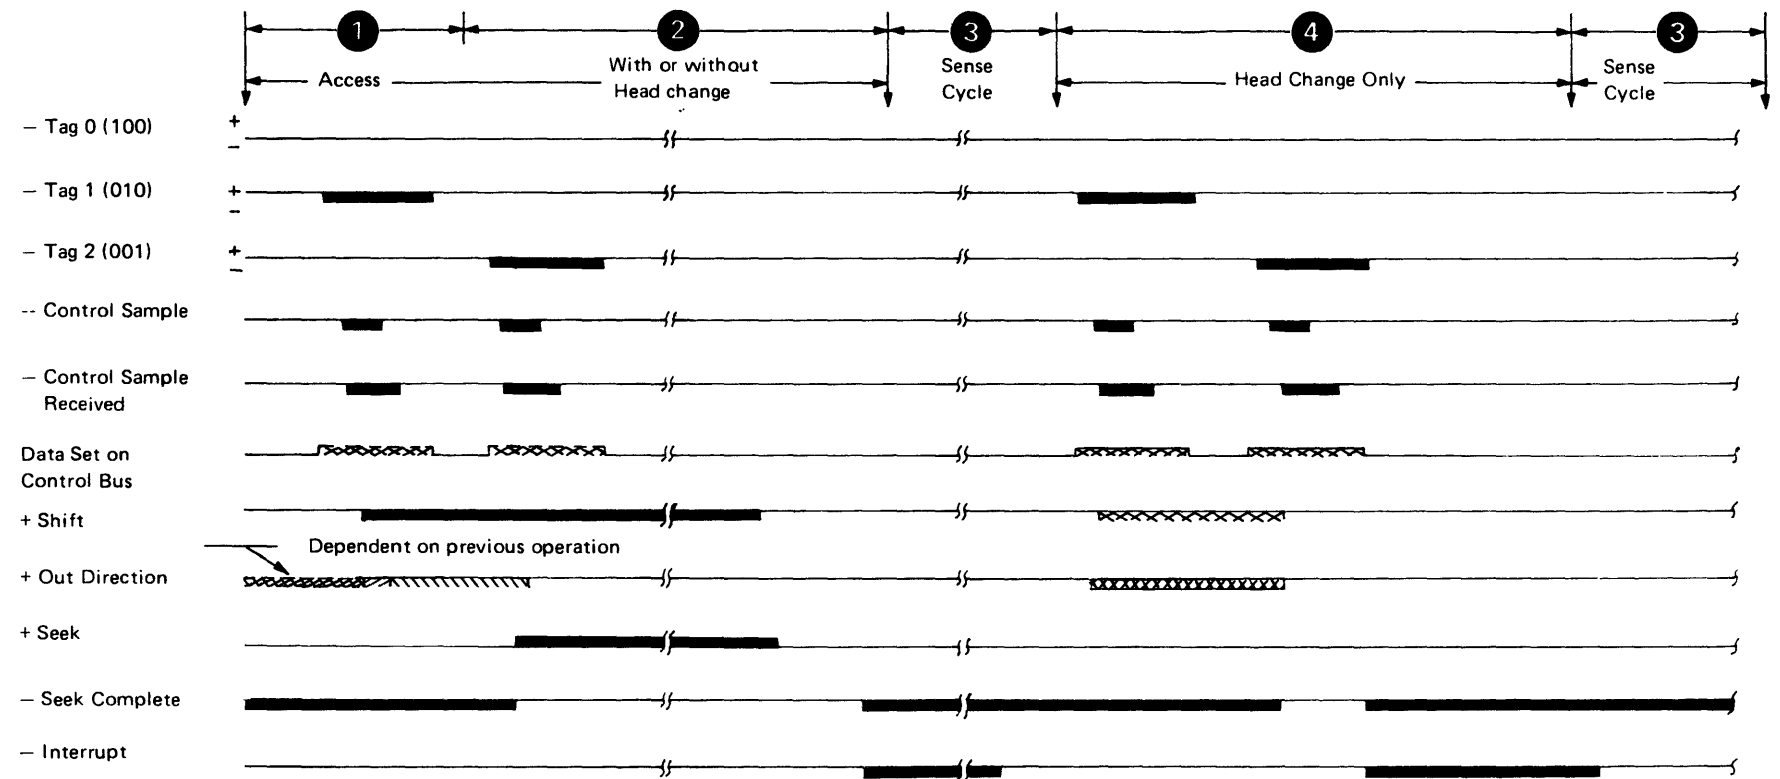 1 2 3 4 3
Access
With or without
Head change
Sense
Cycle
Head Change Only
Sense
Cycle
− Tag 0 (100) +
−
− Tag 1 (010) +
−
− Tag 2 (001) +
−
-- Control Sample
− Control Sample
Received
Data Set on
Control Bus
+ Shift
Dependent on previous operation
+ Out Direction
+ Seek
− Seek Complete
− Interrupt